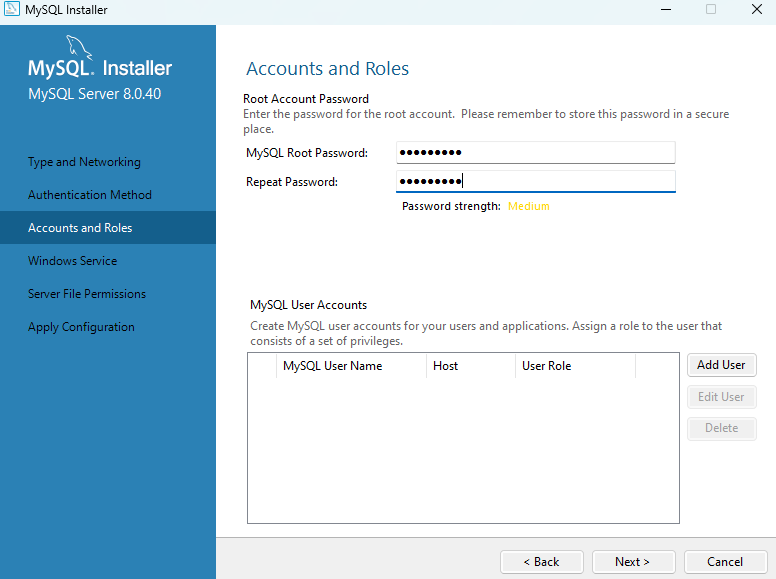 MySQL Installer
MySQL. Installer
MySQL Server 8.0.40
Type and Networking
Authentication Method
Accounts and Roles
Windows Service
Server File Permissions
Apply Configuration
Accounts and Roles
Root Account Password
Enter the password for the root account. Please remember to store this password in a secure
place.
MySQL Root Password: •••••••••
Repeat Password: •••••••••
Password strength: Medium
MySQL User Accounts
Create MySQL user accounts for your users and applications. Assign a role to the user that
consists of a set of privileges.
MySQL User Name Host User Role
Add User
Edit User
Delete
< Back Next > Cancel